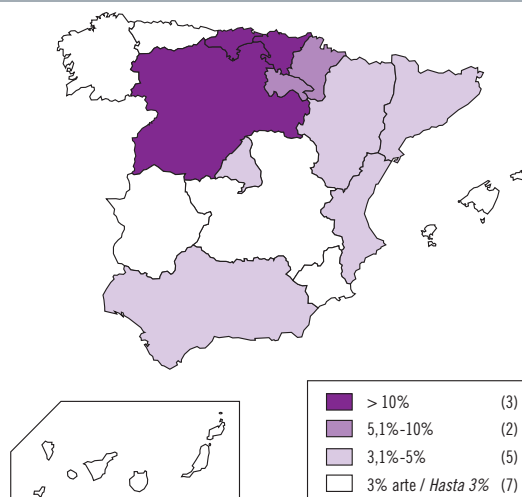 > 10% (3)
5,1%-10% (2)
3,1%-5% (5)
3% arte / Hasta 3% (7)